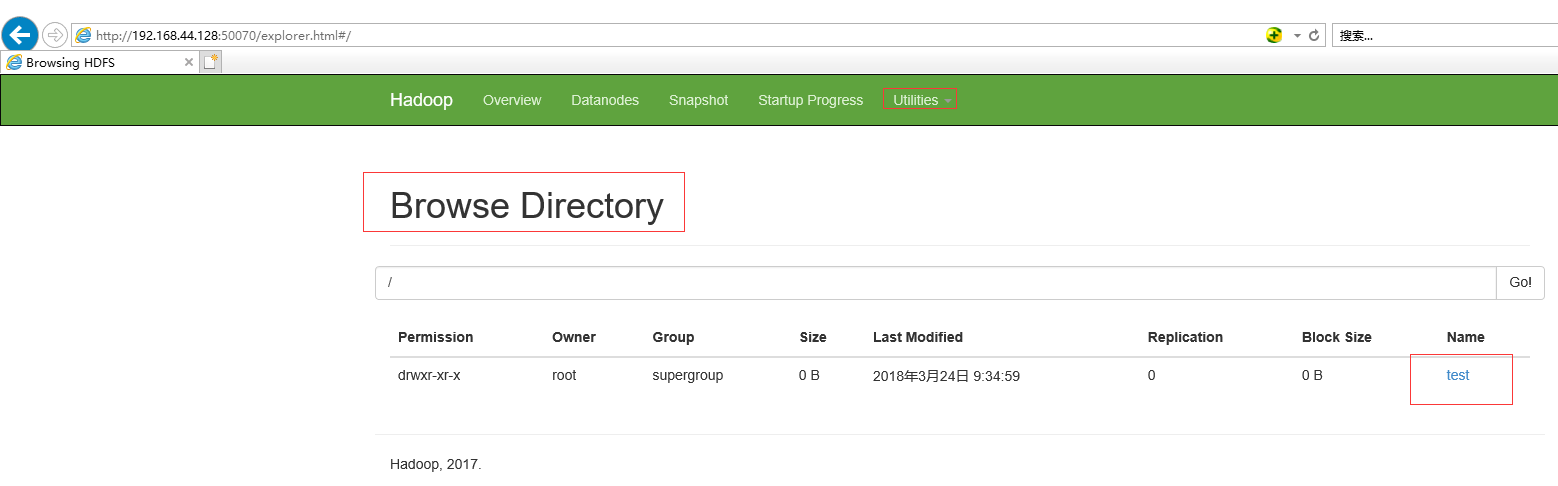 http://192.168.44.128:50070/explorer.html#/ 搜索...
Browsing HDFS
Hadoop Overview Datanodes Snapshot Startup Progress Utilities
Browse Directory
/ Go!
Permission Owner Group Size Last Modified Replication Block Size Name
drwxr-xr-x root supergroup 0 B 2018年3月24日 9:34:59 0 0 B test
Hadoop, 2017.